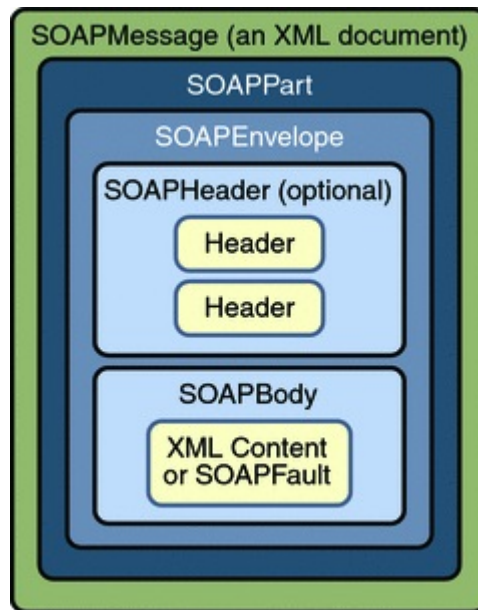 SOAPMessage (an XML document)
SOAPPart
SOAPEnvelope
SOAPHeader (optional)
Header
Header
SOAPBody
XML Content
or SOAPFault